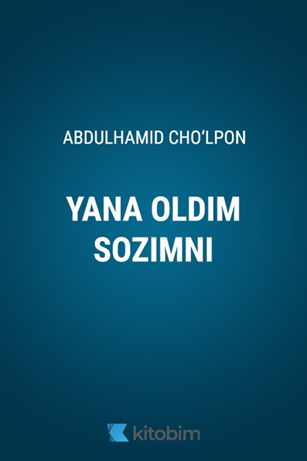 ABDULHAMID CHO‘LPON
YANA OLDIM
SOZIMNI
kitobim